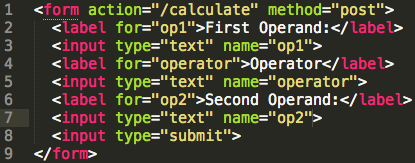 1 <form action="/calculate" method="post">
2 <label for="op1">First Operand:</label>
3 <input type="text" name="op1">
4 <label for="operator">Operator</label>
5 <input type="text" name="operator">
6 <label for="op2">Second Operand:</label>
7 <input type="text" name="op2">
8 <input type="submit">
9 </form>